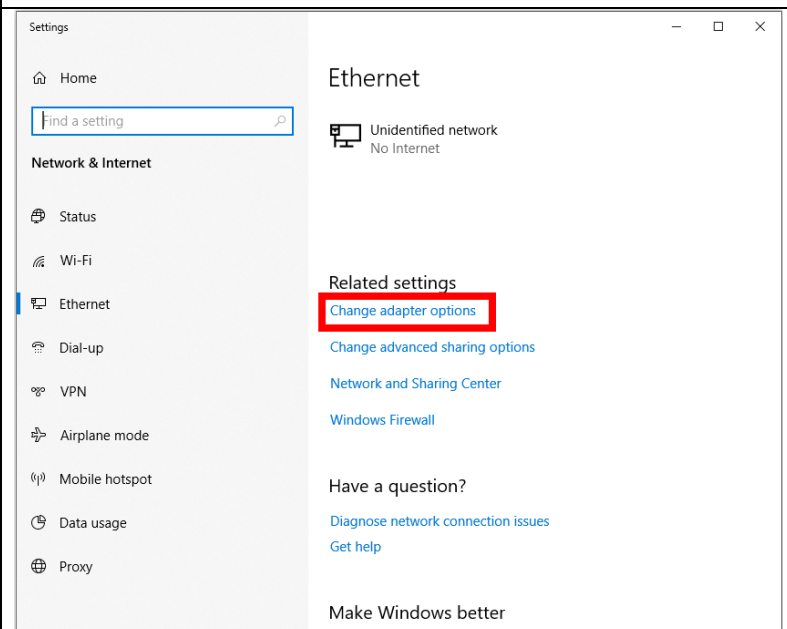 Settings
Home
Find a setting
Network & Internet
Status
Wi-Fi
Ethernet
Dial-up
VPN
Airplane mode
Mobile hotspot
Data usage
Proxy
Ethernet
Unidentified network
No Internet
Related settings
Change adapter options
Change advanced sharing options
Network and Sharing Center
Windows Firewall
Have a question?
Diagnose network connection issues
Get help
Make Windows better